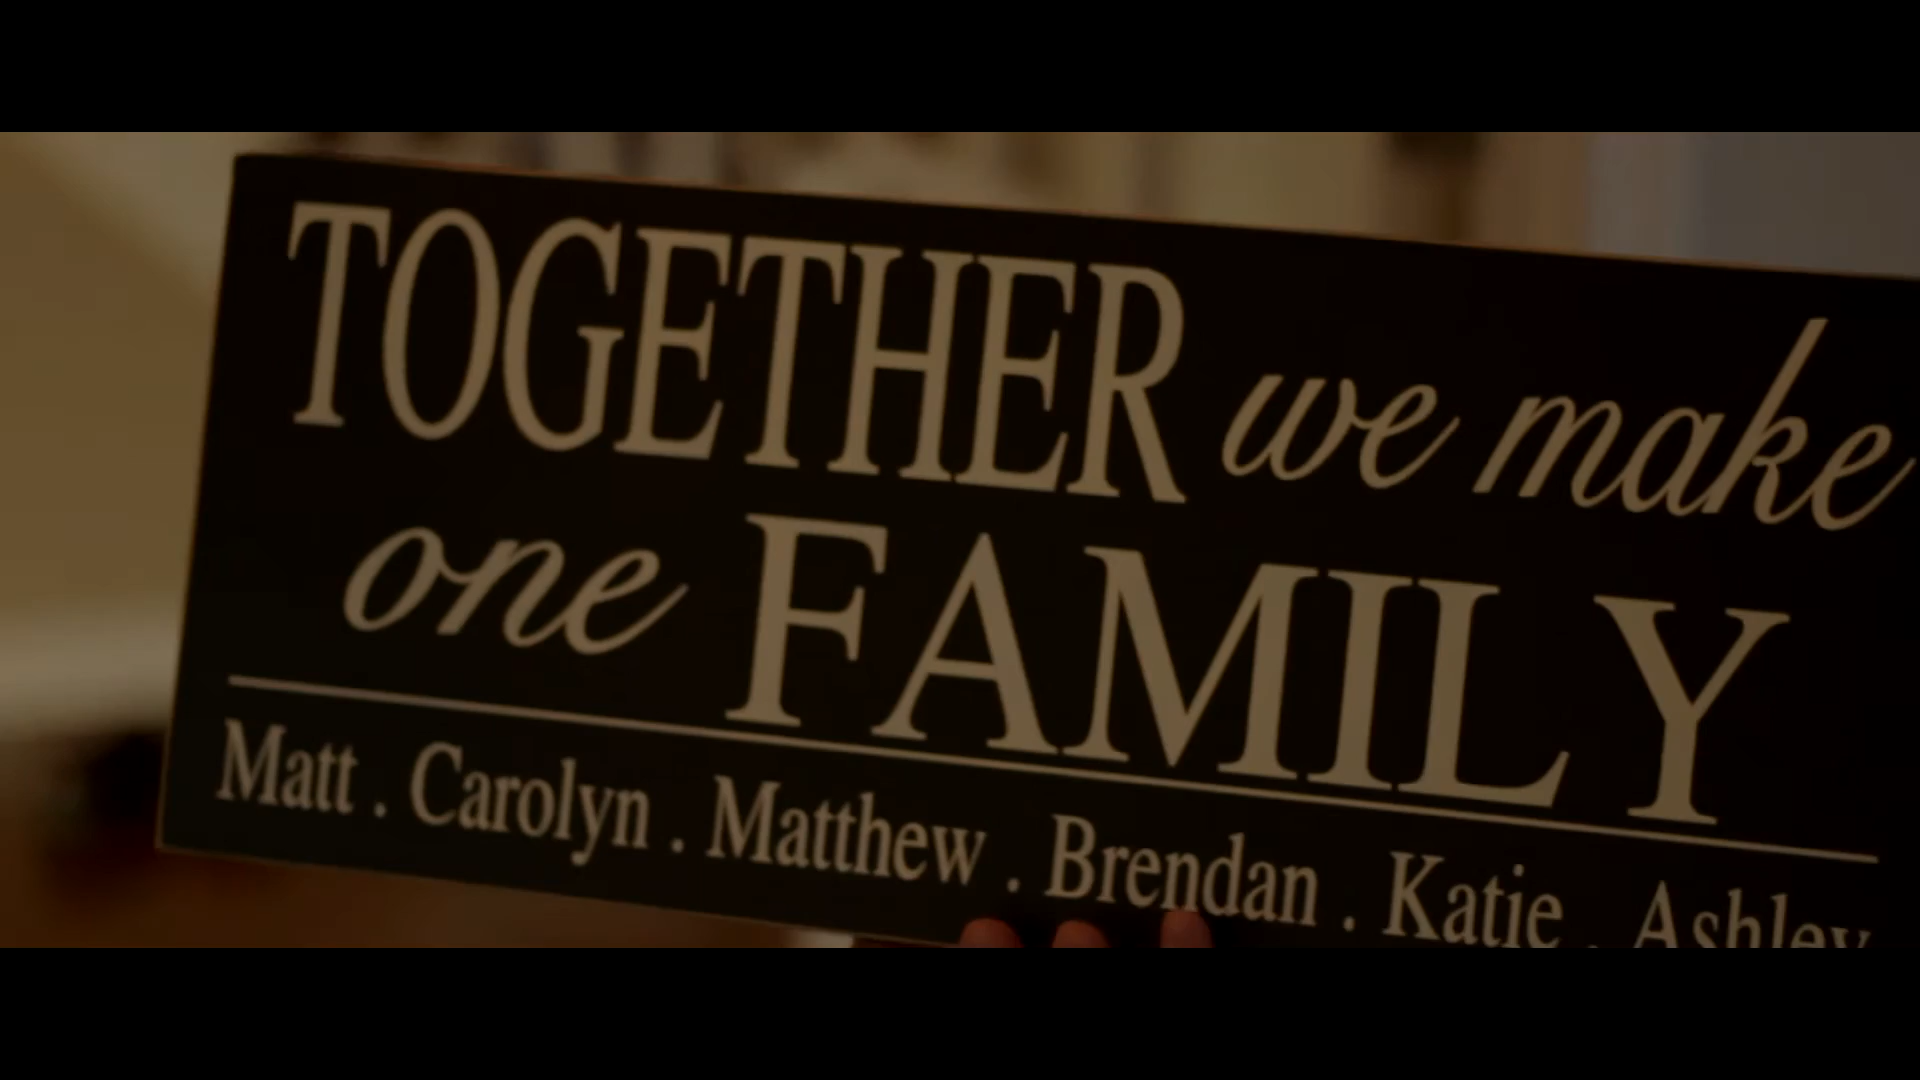 TOGETHER we make
one FAMILY
Matt . Carolyn . Matthew . Brendan . Katie . Ashley